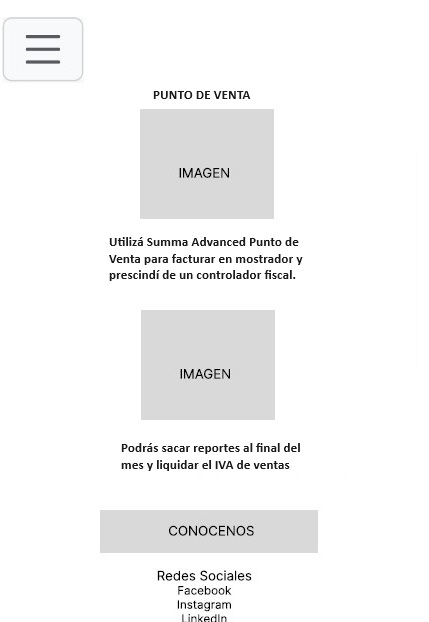 PUNTO DE VENTA
IMAGEN
Utilizá Summa Advanced Punto de
Venta para facturar en mostrador y
prescindí de un controlador fiscal.
IMAGEN
Podrás sacar reportes al final del
mes y liquidar el IVA de ventas
CONOCENOS
Redes Sociales
Facebook
Instagram
LinkedIn